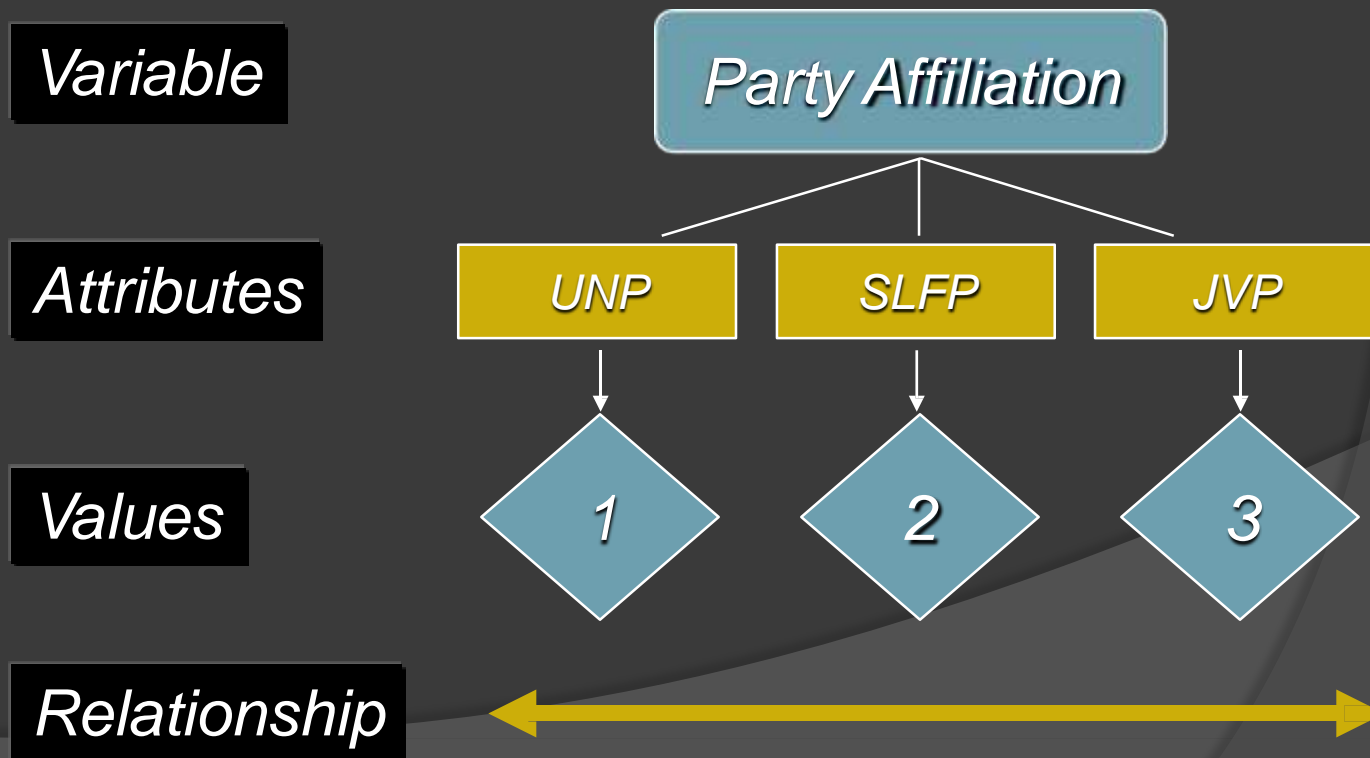 Variable
Party Affiliation
Attributes
UNP
SLFP
JVP
Values
1
2
3
Relationship